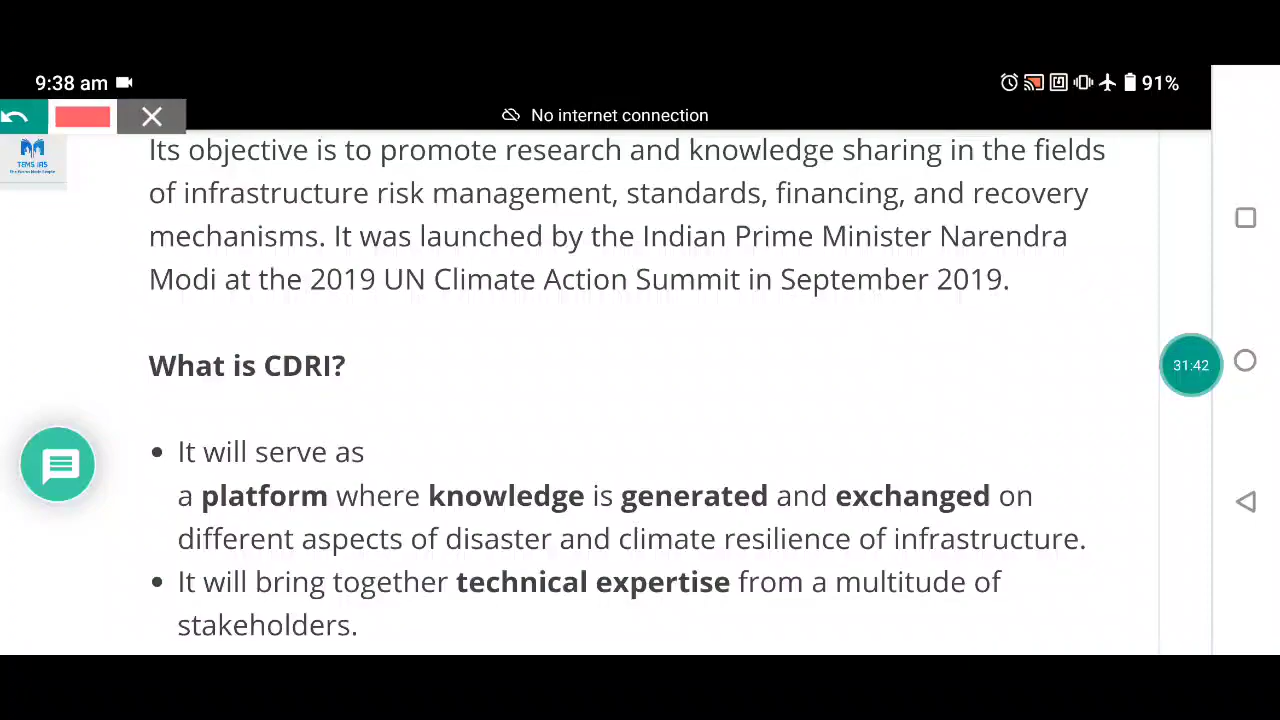 9:38 am
91%
No internet connection
TEMS IAS
Its objective is to promote research and knowledge sharing in the fields
of infrastructure risk management, standards, financing, and recovery
mechanisms. It was launched by the Indian Prime Minister Narendra
Modi at the 2019 UN Climate Action Summit in September 2019.
What is CDRI?
31:42
• It will serve as
a platform where knowledge is generated and exchanged on
different aspects of disaster and climate resilience of infrastructure.
• It will bring together technical expertise from a multitude of
stakeholders.